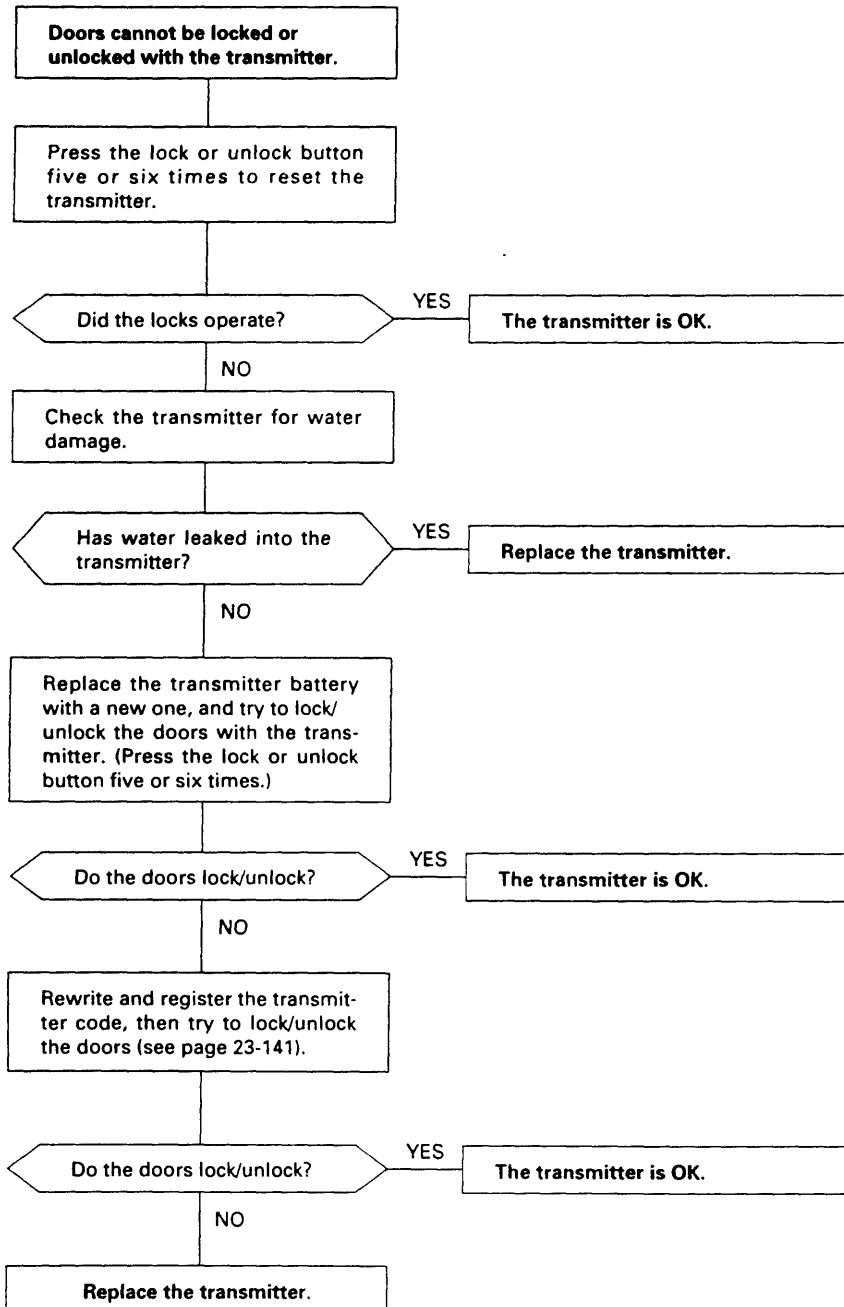 Doors cannot be locked or
unlocked with the transmitter.
Press the lock or unlock button
five or six times to reset the
transmitter.
Did the locks operate?
YES
The transmitter is OK.
NO
Check the transmitter for water
damage.
Has water leaked into the
transmitter?
YES
Replace the transmitter.
NO
Replace the transmitter battery
with a new one, and try to lock/
unlock the doors with the trans-
mitter. (Press the lock or unlock
button five or six times.)
Do the doors lock/unlock?
YES
The transmitter is OK.
NO
Rewrite and register the transmit-
ter code, then try to lock/unlock
the doors (see page 23-141).
Do the doors lock/unlock?
YES
The transmitter is OK.
NO
Replace the transmitter.